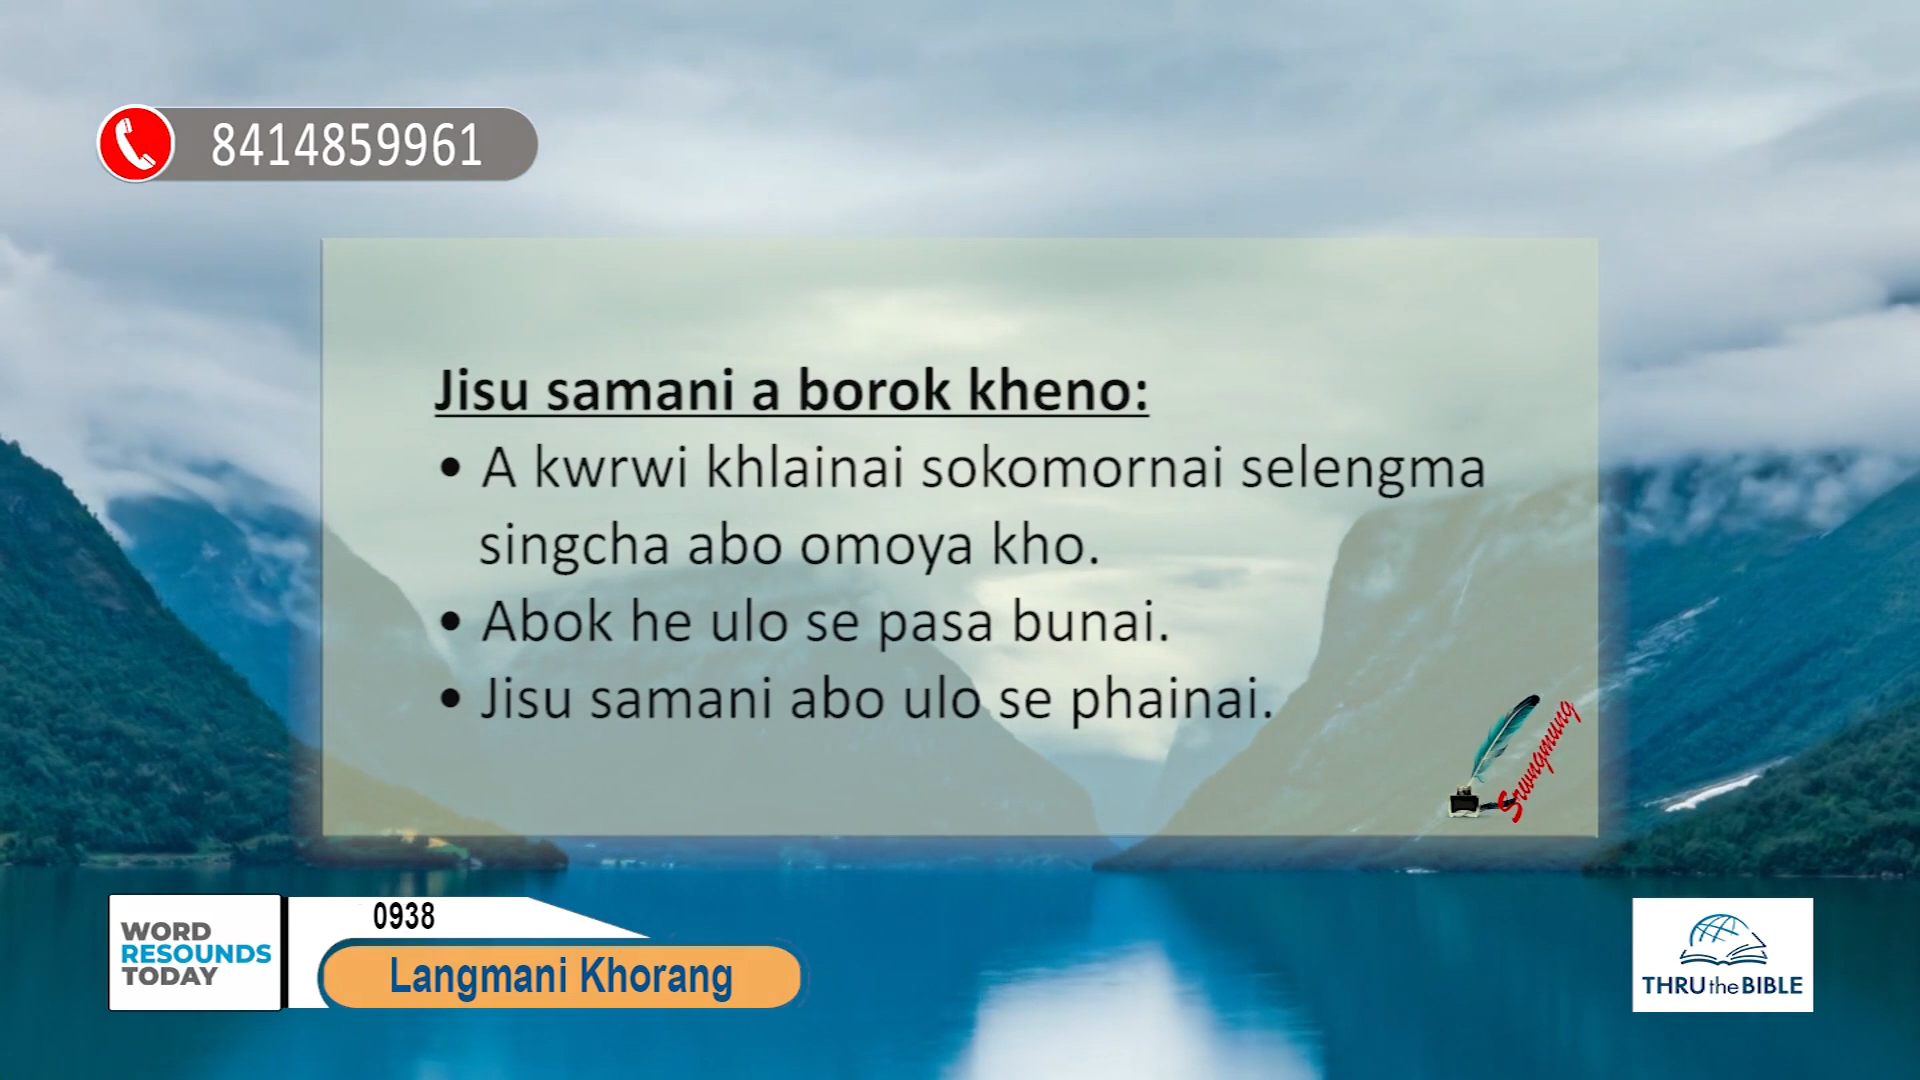 8414859961
Jisu samani a borok kheno:
• A kwrwi khlainai sokomornai selengma
singcha abo omoya kho.
• Abok he ulo se pasa bunai.
• Jisu samani abo ulo se phainai.
Srwngmung
WORD
RESOUNDS
TODAY
0938
Langmani Khorang
THRU the BIBLE